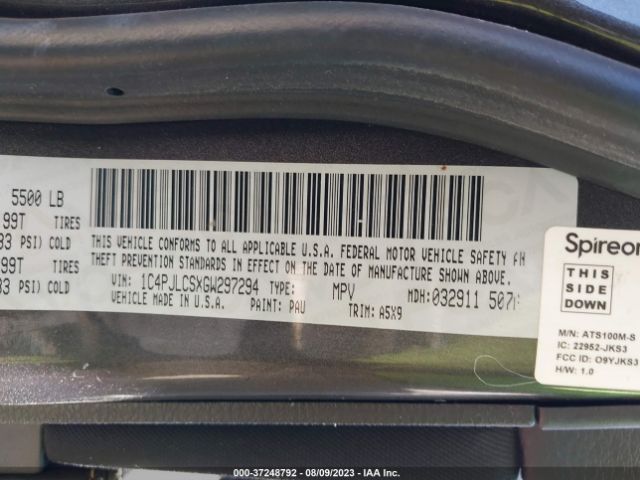 5500 LB
99T TIRES
83 PSI) COLD
99T TIRES
83 PSI) COLD
THIS VEHICLE CONFORMS TO ALL APPLICABLE U.S.A. FEDERAL MOTOR VEHICLE SAFETY
THEFT PREVENTION STANDARDS IN EFFECT ON THE DATE OF MANUFACTURE SHOWN ABOVE.
VIN: 1C4PJLCSXGW297294 TYPE: MPV MDH:032911 507
VEHICLE MADE IN U.S.A. PAINT: PAU TRIM: A5X9
Spireon
THIS
SIDE
DOWN
M/N: ATS100M-S
IC: 22952-JKS3
FCC ID: O9YJKS3
H/W: 1.0
000-37248792 - 08/09/2023 - IAA Inc.